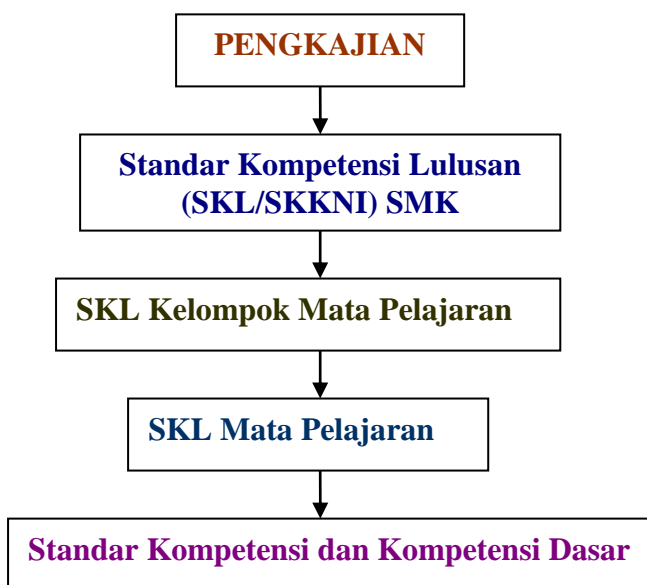 PENGKAJIAN
Standar Kompetensi Lulusan
(SKL/SKKNI) SMK
SKL Kelompok Mata Pelajaran
SKL Mata Pelajaran
Standar Kompetensi dan Kompetensi Dasar